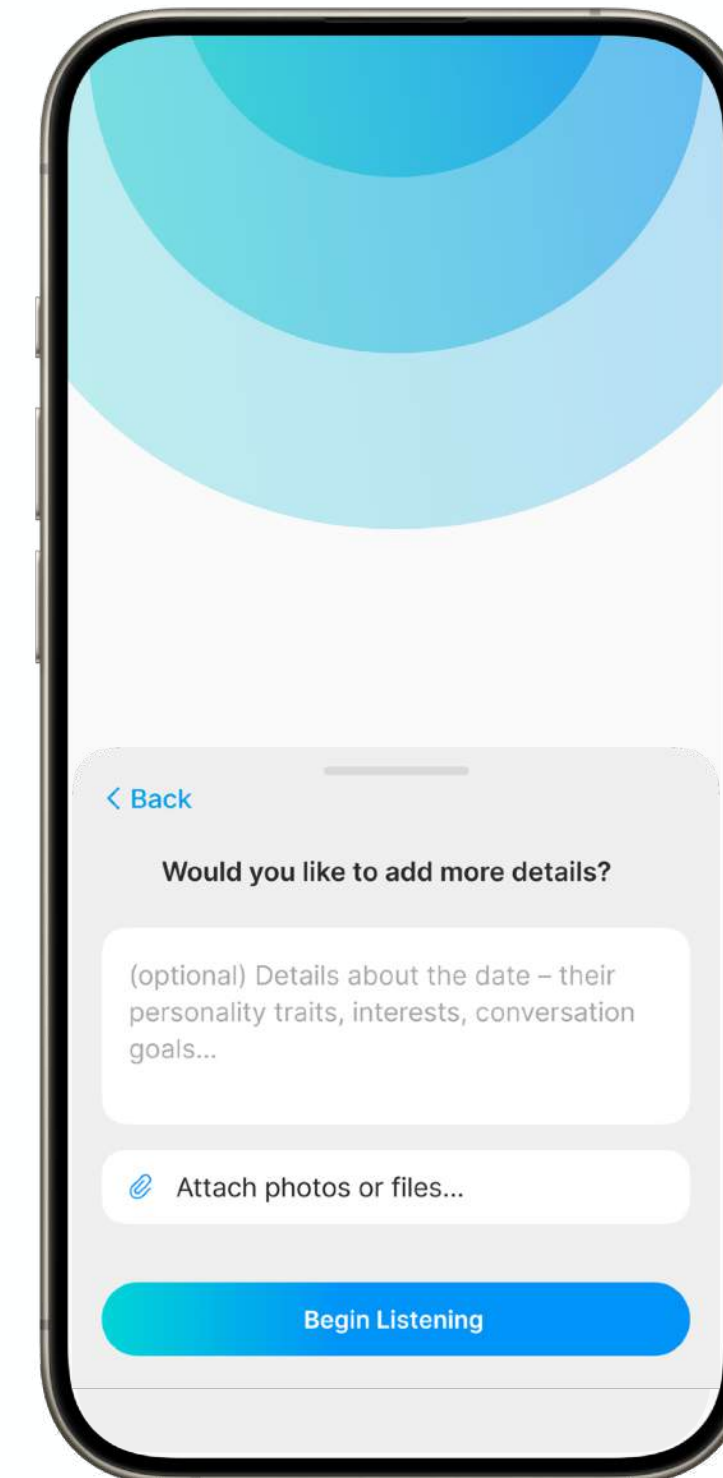 Back
Would you like to add more details?
(optional) Details about the date – their
personality traits, interests, conversation
goals...
Attach photos or files...
Begin Listening